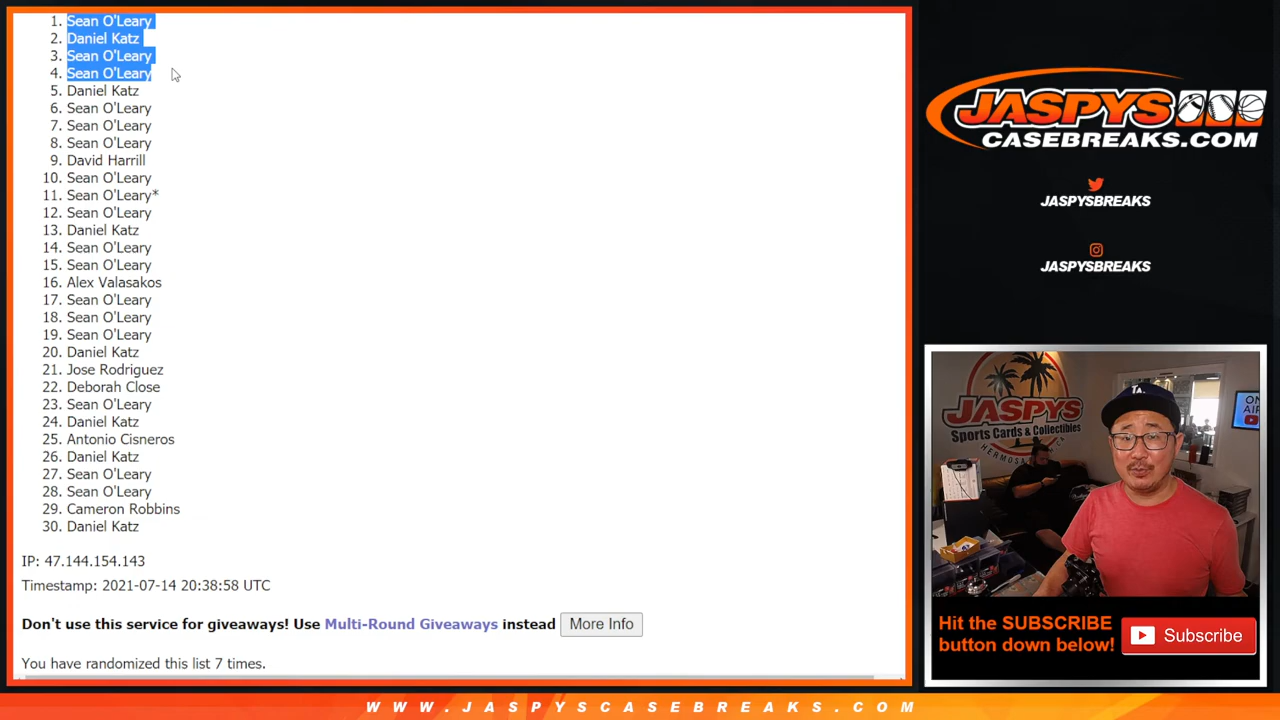 1. Sean O'Leary
2. Daniel Katz
3. Sean O'Leary
4. Sean O'Leary
5. Daniel Katz
6. Sean O'Leary
7. Sean O'Leary
8. Sean O'Leary
9. David Harrill
10. Sean O'Leary
11. Sean O'Leary*
12. Sean O'Leary
13. Daniel Katz
14. Sean O'Leary
15. Sean O'Leary
16. Alex Valasakos
17. Sean O'Leary
18. Sean O'Leary
19. Sean O'Leary
20. Daniel Katz
21. Jose Rodriguez
22. Deborah Close
23. Sean O'Leary
24. Daniel Katz
25. Antonio Cisneros
26. Daniel Katz
27. Sean O'Leary
28. Sean O'Leary
29. Cameron Robbins
30. Daniel Katz
IP: 47.144.154.143
Timestamp: 2021-07-14 20:38:58 UTC
Don't use this service for giveaways! Use Multi-Round Giveaways instead More Info
You have randomized this list 7 times.
JASPYS
CASEBREAKS.COM
JASPYSBREAKS
JASPYSBREAKS
JASPYS
Sports Cards & Collectibles
TA.
Hit the SUBSCRIBE
button down below!
Subscribe
WWW.JASPYSCASEBREAKS.COM